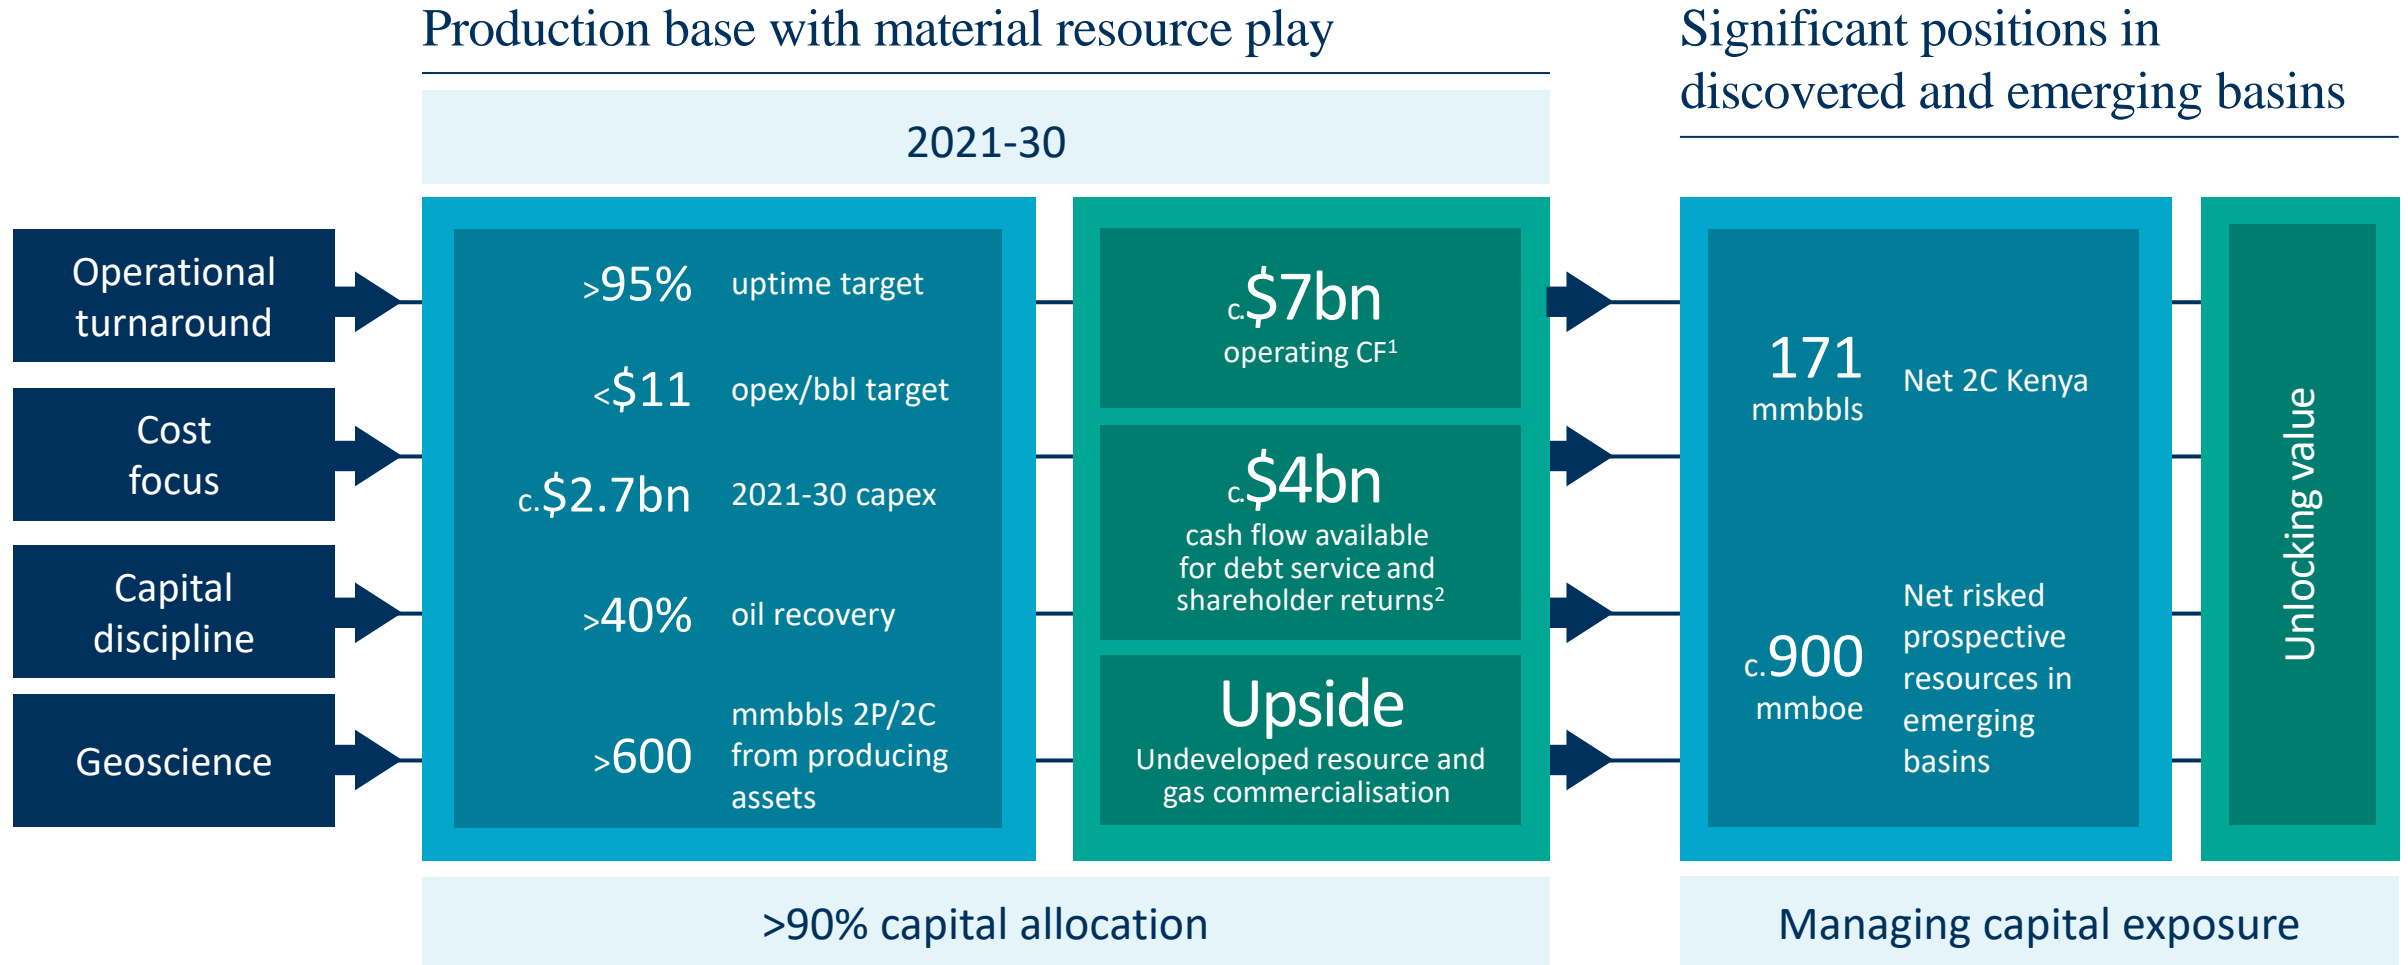 Production base with material resource play
2021-30
Operational
turnaround
Cost
focus
Capital
discipline
Geoscience
>95% uptime target
<$11 opex/bbl target
c.$2.7bn 2021-30 capex
>40% oil recovery
>600
mmbbls 2P/2C
from producing
assets
c.$7bn
operating CF¹
c.$4bn
cash flow available
for debt service and
shareholder returns²
Upside
Undeveloped resource and
gas commercialisation
>90% capital allocation
Significant positions in
discovered and emerging basins
171
mmbbls
Net 2C Kenya
c.900
mmboe
Net risked
prospective
resources in
emerging
basins
Unlocking value
Managing capital exposure